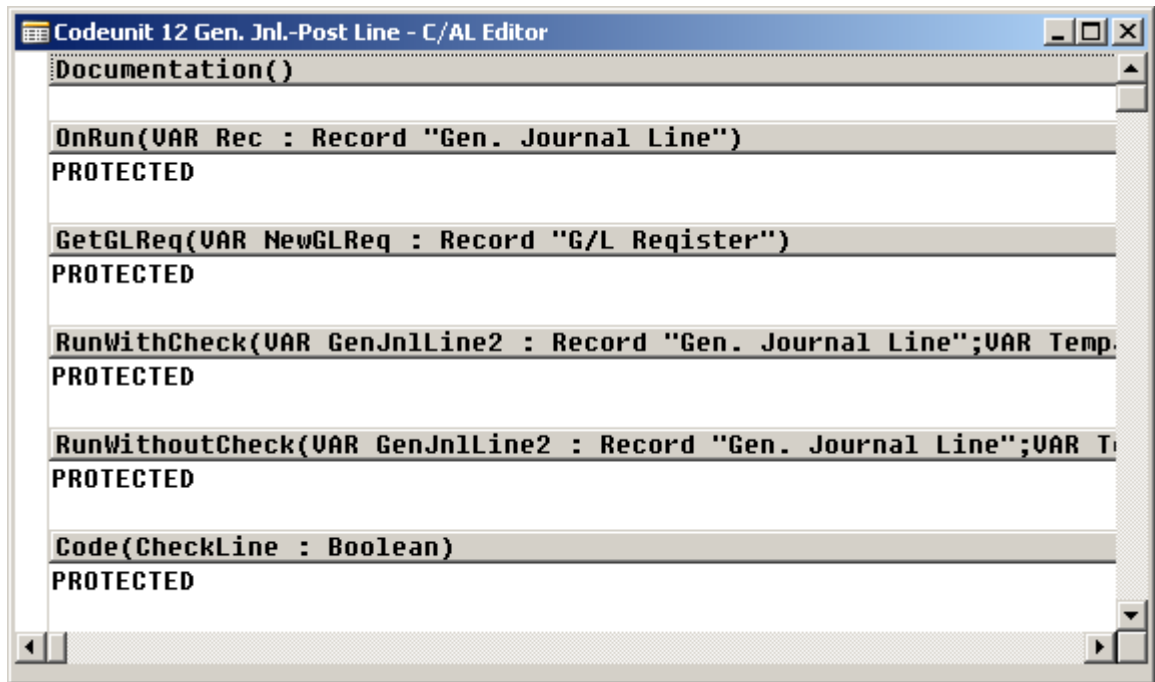 Codeunit 12 Gen. Jnl.-Post Line - C/AL Editor
Documentation()
OnRun(VAR Rec : Record "Gen. Journal Line")
PROTECTED
GetGLReg(VAR NewGLReg : Record "G/L Register")
PROTECTED
RunWithCheck(VAR GenJnlLine2 : Record "Gen. Journal Line";VAR Temp
PROTECTED
RunWithoutCheck(VAR GenJnlLine2 : Record "Gen. Journal Line";VAR T
PROTECTED
Code(CheckLine : Boolean)
PROTECTED